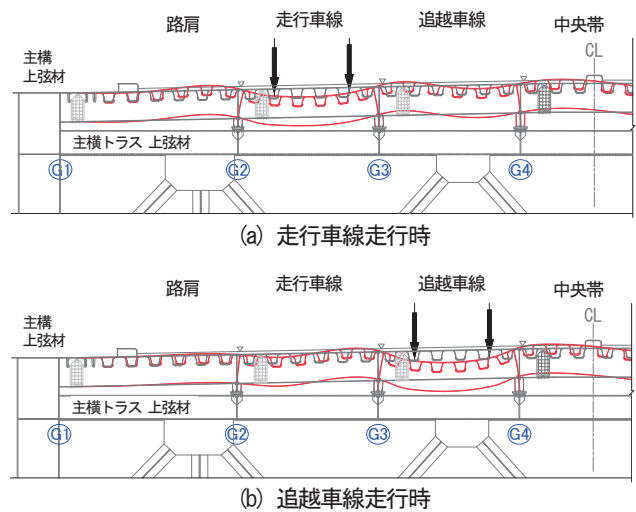 路肩 走行車線 追越車線 中央帯
主構
上弦材
CL
主横トラス 上弦材
G1 G2 G3 G4
(a) 走行車線走行時
路肩 走行車線 追越車線 中央帯
主構
上弦材
CL
主横トラス 上弦材
G1 G2 G3 G4
(b) 追越車線走行時